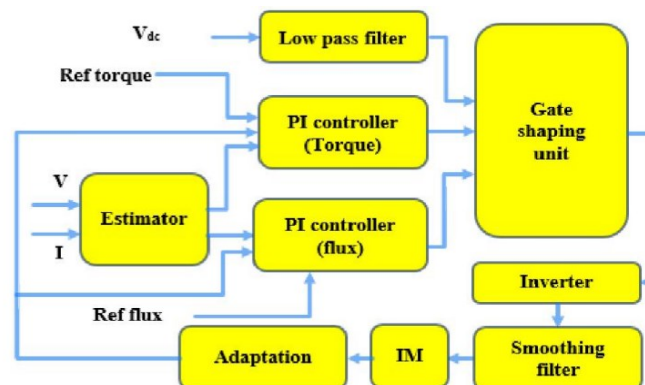 V_dc
Low pass filter
Ref torque
PI controller
(Torque)
Gate
shaping
unit
V
Estimator
I
PI controller
(flux)
Ref flux
Inverter
Adaptation
IM
Smoothing
filter